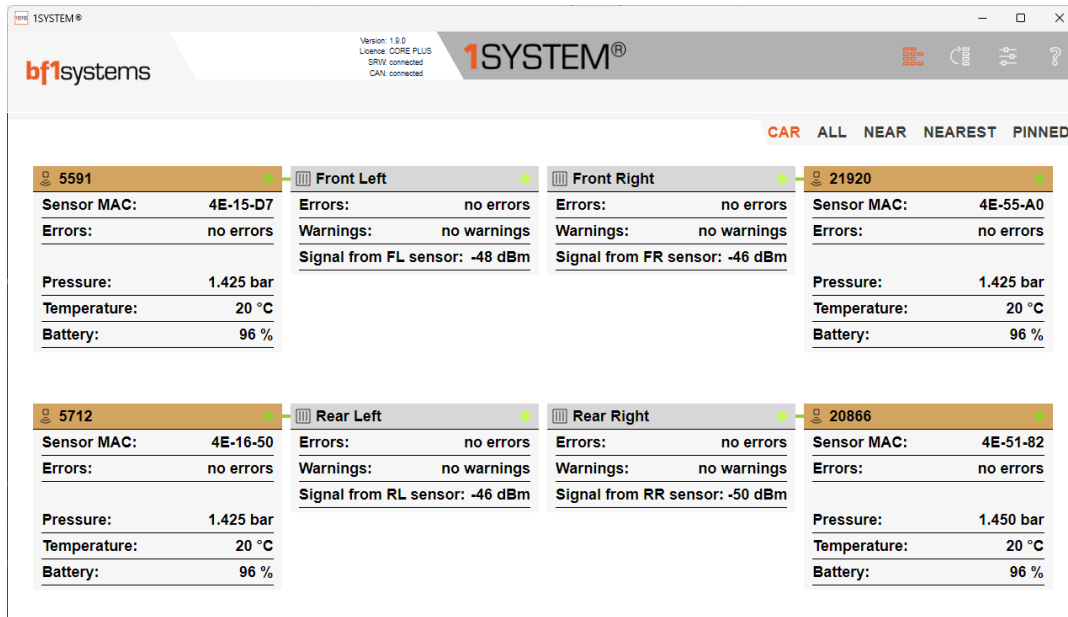 1SYS 1SYSTEM®
Version: 1.9.0
Licence: CORE PLUS
SRW: connected
CAN: connected
bf1systems
1SYSTEM®
CAR ALL NEAR NEAREST PINNED
5591 Front Left Front Right 21920
Sensor MAC: 4E-15-D7 Errors: no errors Errors: no errors Sensor MAC: 4E-55-A0
Errors: no errors Warnings: no warnings Warnings: no warnings Errors: no errors
Signal from FL sensor: -48 dBm Signal from FR sensor: -46 dBm
Pressure: 1.425 bar Pressure: 1.425 bar
Temperature: 20 °C Temperature: 20 °C
Battery: 96 % Battery: 96 %
5712 Rear Left Rear Right 20866
Sensor MAC: 4E-16-50 Errors: no errors Errors: no errors Sensor MAC: 4E-51-82
Errors: no errors Warnings: no warnings Warnings: no warnings Errors: no errors
Signal from RL sensor: -46 dBm Signal from RR sensor: -50 dBm
Pressure: 1.425 bar Pressure: 1.450 bar
Temperature: 20 °C Temperature: 20 °C
Battery: 96 % Battery: 96 %